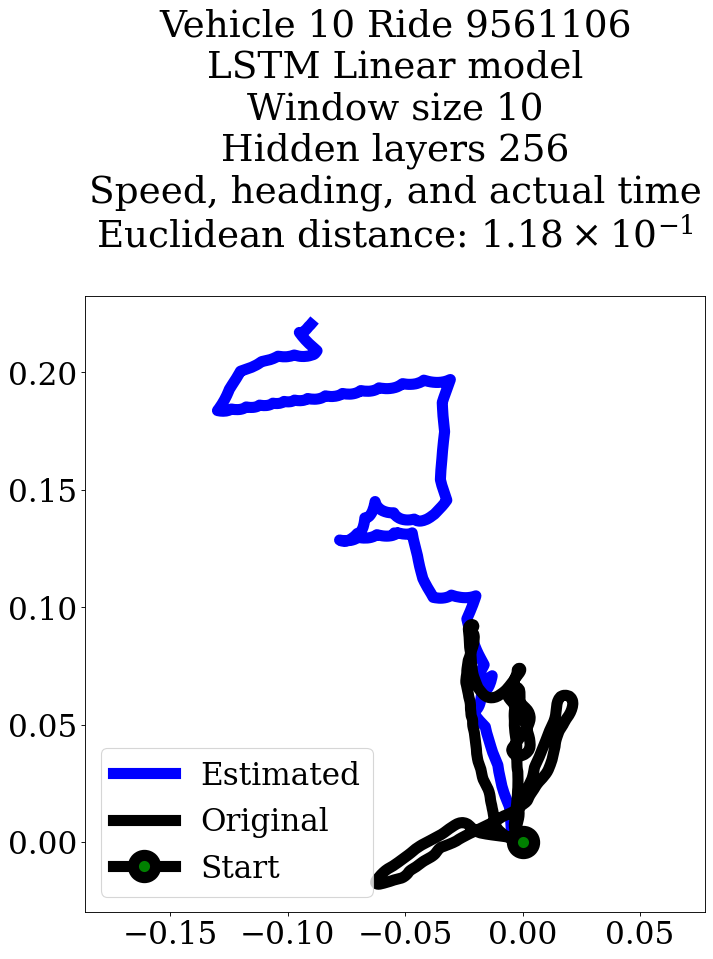 Vehicle 10 Ride 9561106
LSTM Linear model
Window size 10
Hidden layers 256
Speed, heading, and actual time
Euclidean distance: 1.18 × 10⁻¹
0.20
0.15
0.10
0.05
0.00
Estimated
Original
Start
−0.15 −0.10 −0.05 0.00 0.05